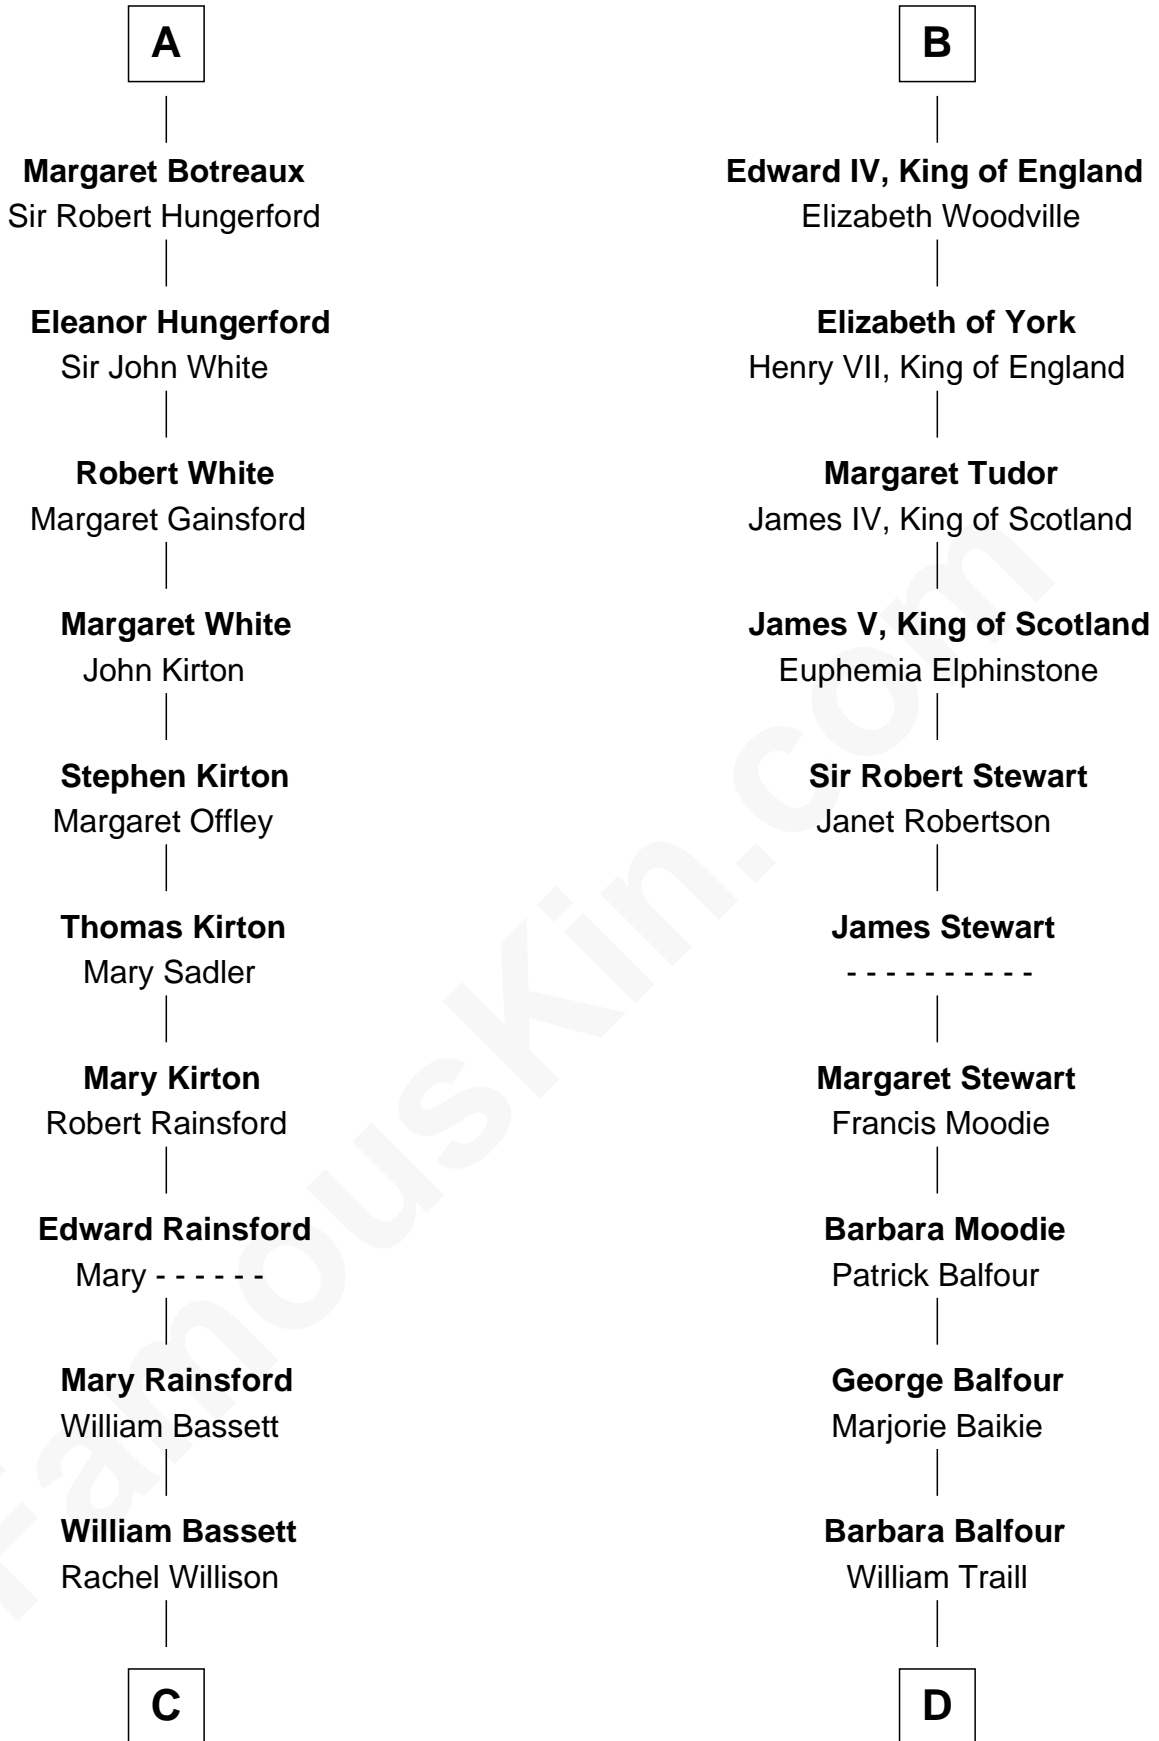 A
Margaret Botreaux
Sir Robert Hungerford
Eleanor Hungerford
Sir John White
Robert White
Margaret Gainsford
Margaret White
John Kirton
Stephen Kirton
Margaret Offley
Thomas Kirton
Mary Sadler
Mary Kirton
Robert Rainsford
Edward Rainsford
Mary - - - - - -
Mary Rainsford
William Bassett
William Bassett
Rachel Willison
C
B
Edward IV, King of England
Elizabeth Woodville
Elizabeth of York
Henry VII, King of England
Margaret Tudor
James IV, King of Scotland
James V, King of Scotland
Euphemia Elphinstone
Sir Robert Stewart
Janet Robertson
James Stewart
- - - - - - - - - -
Margaret Stewart
Francis Moodie
Barbara Moodie
Patrick Balfour
George Balfour
Marjorie Baikie
Barbara Balfour
William Traill
D
FamousKin.com